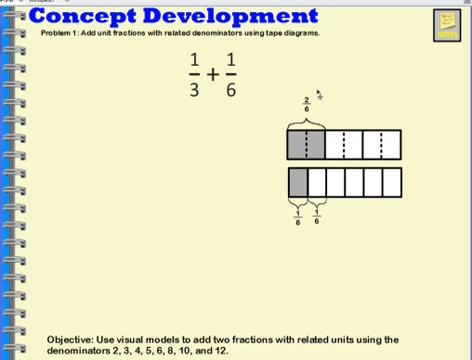 Concept Development
Problem 1: Add unit fractions with related denominators using tape diagrams.
NOTES
1/3 + 1/6
2/6
1/6 1/6
Objective: Use visual models to add two fractions with related units using the
denominators 2, 3, 4, 5, 6, 8, 10, and 12.